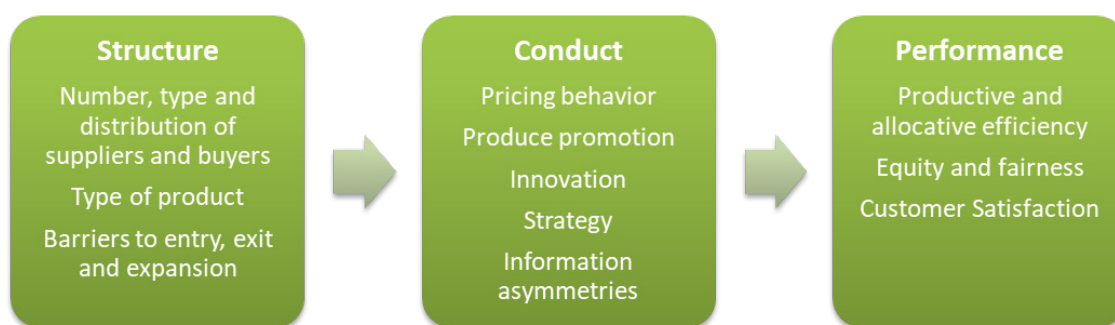 Structure
Number, type and
distribution of
suppliers and buyers
Type of product
Barriers to entry, exit
and expansion
Conduct
Pricing behavior
Produce promotion
Innovation
Strategy
Information
asymmetries
Performance
Productive and
allocative efficiency
Equity and fairness
Customer Satisfaction